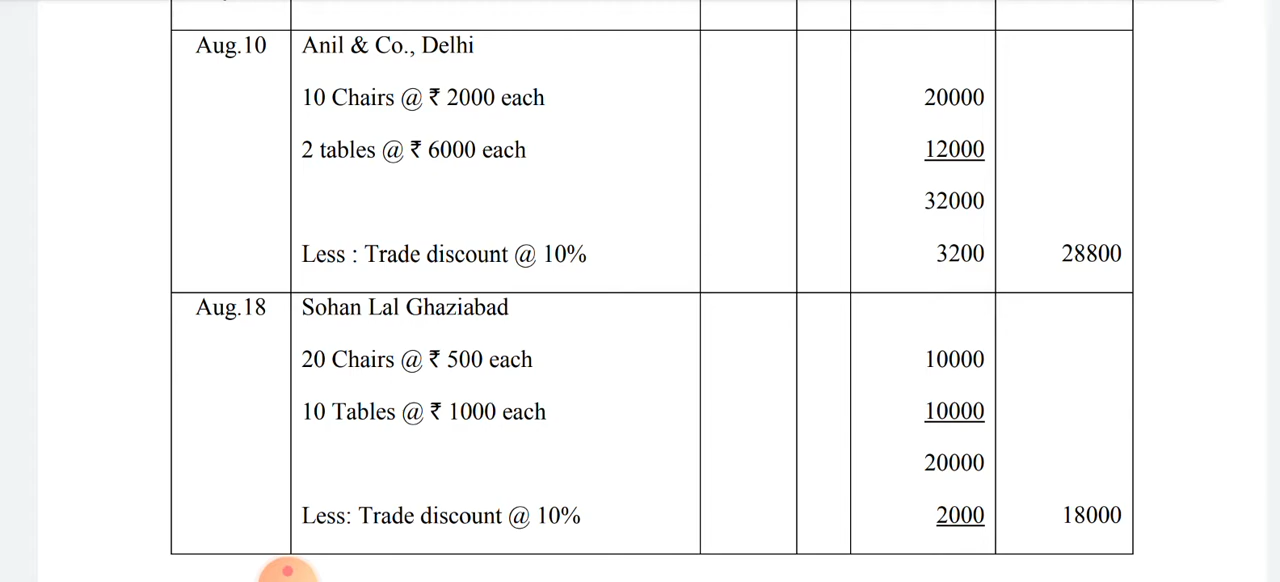 Aug.10 Anil & Co., Delhi
10 Chairs @ ₹ 2000 each 20000
2 tables @ ₹ 6000 each 12000
32000
Less : Trade discount @ 10% 3200 28800
Aug.18 Sohan Lal Ghaziabad
20 Chairs @ ₹ 500 each 10000
10 Tables @ ₹ 1000 each 10000
20000
Less: Trade discount @ 10% 2000 18000